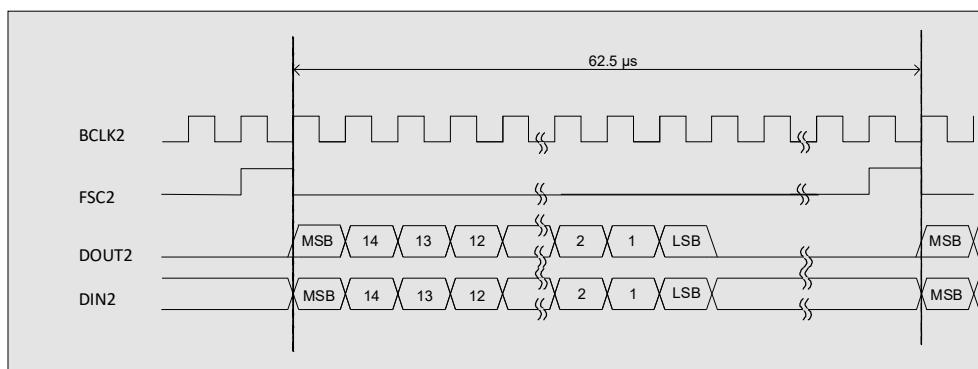 62.5 µs
BCLK2
FSC2
DOUT2 MSB 14 13 12 2 1 LSB MSB
DIN2 MSB 14 13 12 2 1 LSB MSB